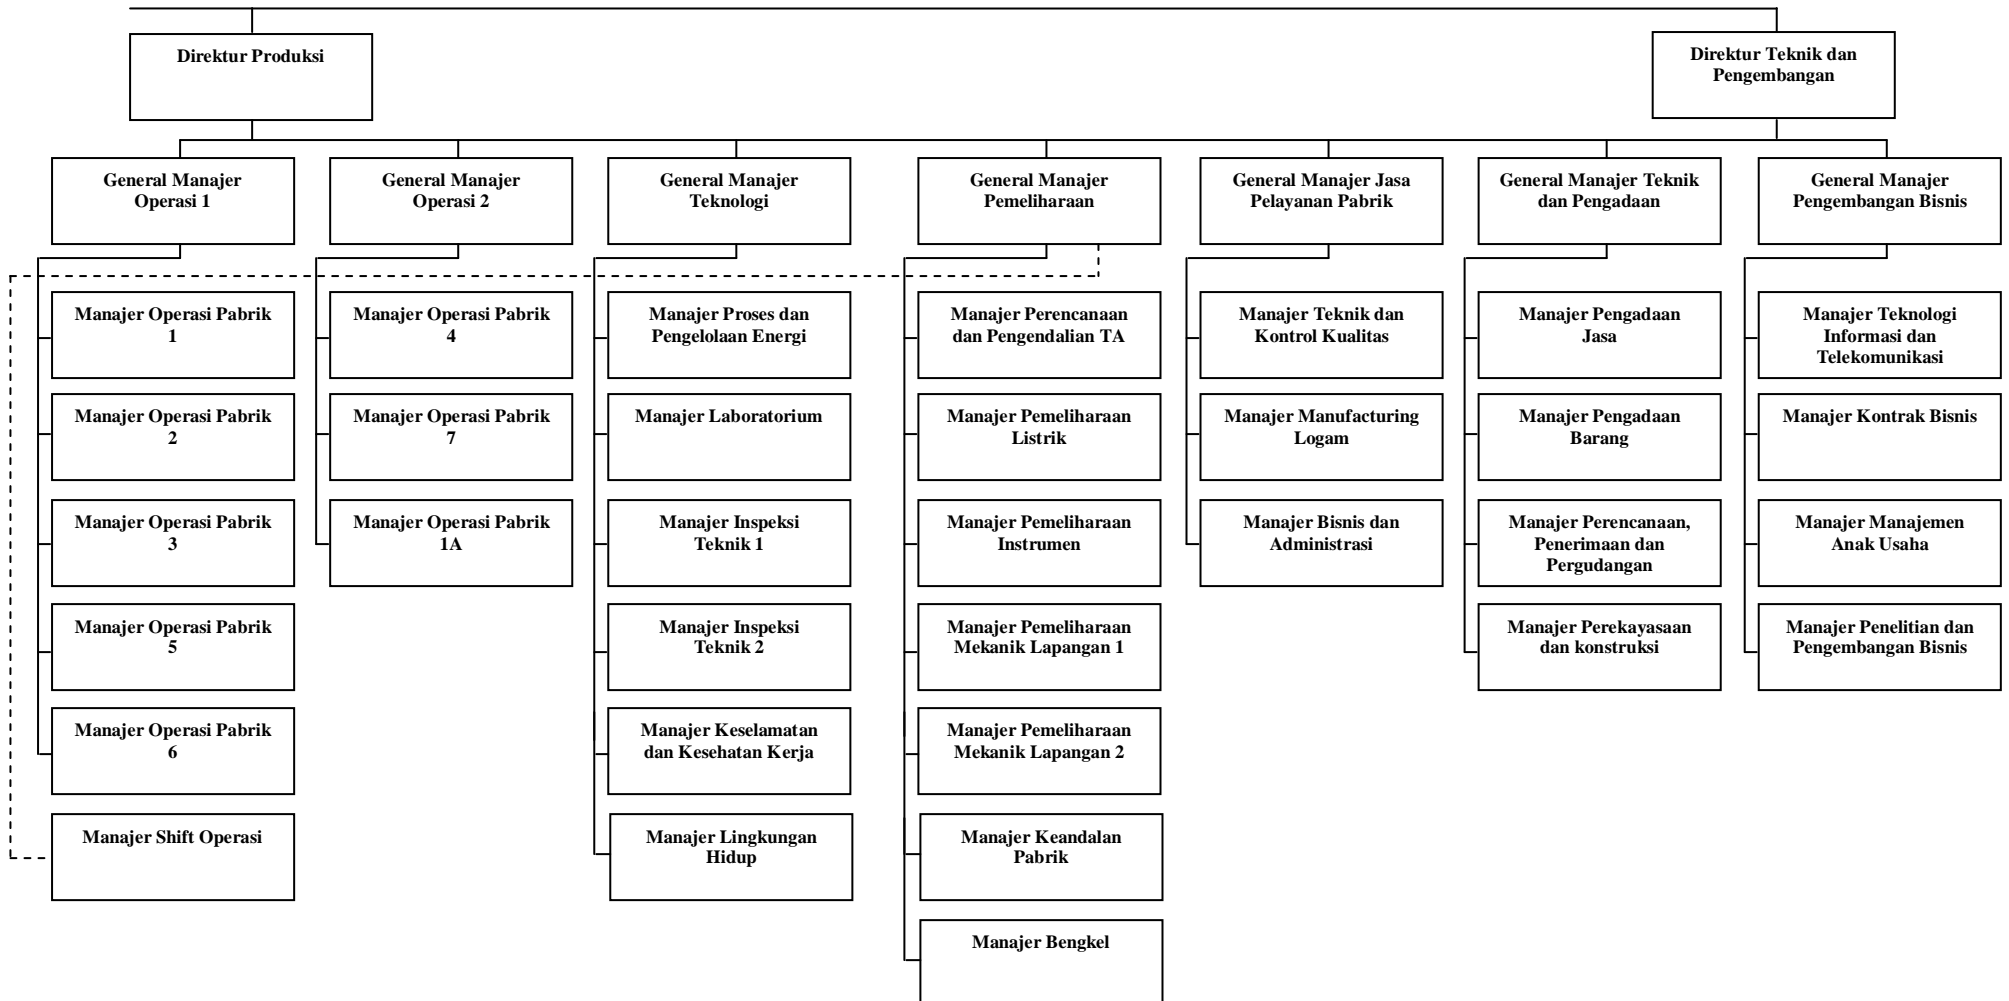 Direktur Produksi
Direktur Teknik dan
Pengembangan
General Manajer
Operasi 1
General Manajer
Operasi 2
General Manajer
Teknologi
General Manajer
Pemeliharaan
General Manajer Jasa
Pelayanan Pabrik
General Manajer Teknik
dan Pengadaan
General Manajer
Pengembangan Bisnis
Manajer Operasi Pabrik
1
Manajer Operasi Pabrik
4
Manajer Proses dan
Pengelolaan Energi
Manajer Perencanaan
dan Pengendalian TA
Manajer Teknik dan
Kontrol Kualitas
Manajer Pengadaan
Jasa
Manajer Teknologi
Informasi dan
Telekomunikasi
Manajer Operasi Pabrik
2
Manajer Operasi Pabrik
7
Manajer Laboratorium
Manajer Pemeliharaan
Listrik
Manajer Manufacturing
Logam
Manajer Pengadaan
Barang
Manajer Kontrak Bisnis
Manajer Operasi Pabrik
3
Manajer Operasi Pabrik
1A
Manajer Inspeksi
Teknik 1
Manajer Pemeliharaan
Instrumen
Manajer Bisnis dan
Administrasi
Manajer Perencanaan,
Penerimaan dan
Pergudangan
Manajer Manajemen
Anak Usaha
Manajer Operasi Pabrik
5
Manajer Inspeksi
Teknik 2
Manajer Pemeliharaan
Mekanik Lapangan 1
Manajer Perekayasaan
dan konstruksi
Manajer Penelitian dan
Pengembangan Bisnis
Manajer Operasi Pabrik
6
Manajer Keselamatan
dan Kesehatan Kerja
Manajer Pemeliharaan
Mekanik Lapangan 2
Manajer Shift Operasi
Manajer Lingkungan
Hidup
Manajer Keandalan
Pabrik
Manajer Bengkel